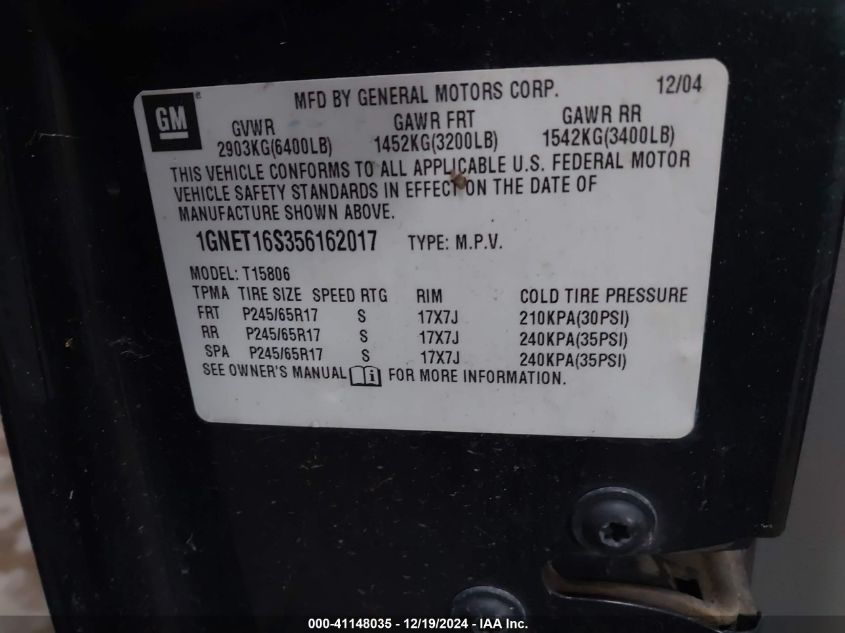 GM® MFD BY GENERAL MOTORS CORP. 12/04
GVWR GAWR FRT GAWR RR
2903KG(6400LB) 1452KG(3200LB) 1542KG(3400LB)
THIS VEHICLE CONFORMS TO ALL APPLICABLE U.S. FEDERAL MOTOR
VEHICLE SAFETY STANDARDS IN EFFECT ON THE DATE OF
MANUFACTURE SHOWN ABOVE.
1GNET16S356162017 TYPE: M.P.V.
MODEL: T15806
TPMA TIRE SIZE SPEED RTG RIM COLD TIRE PRESSURE
FRT P245/65R17 S 17X7J 210KPA(30PSI)
RR P245/65R17 S 17X7J 240KPA(35PSI)
SPA P245/65R17 S 17X7J 240KPA(35PSI)
SEE OWNER'S MANUAL i FOR MORE INFORMATION.
000-41148035 - 12/19/2024 - IAA Inc.